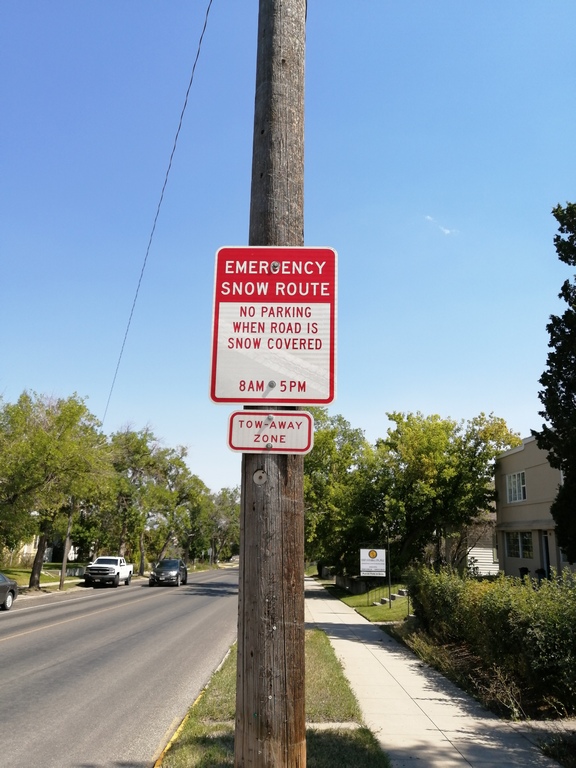 EMERGENCY
SNOW ROUTE
NO PARKING
WHEN ROAD IS
SNOW COVERED
8AM 5PM
TOW-AWAY
ZONE